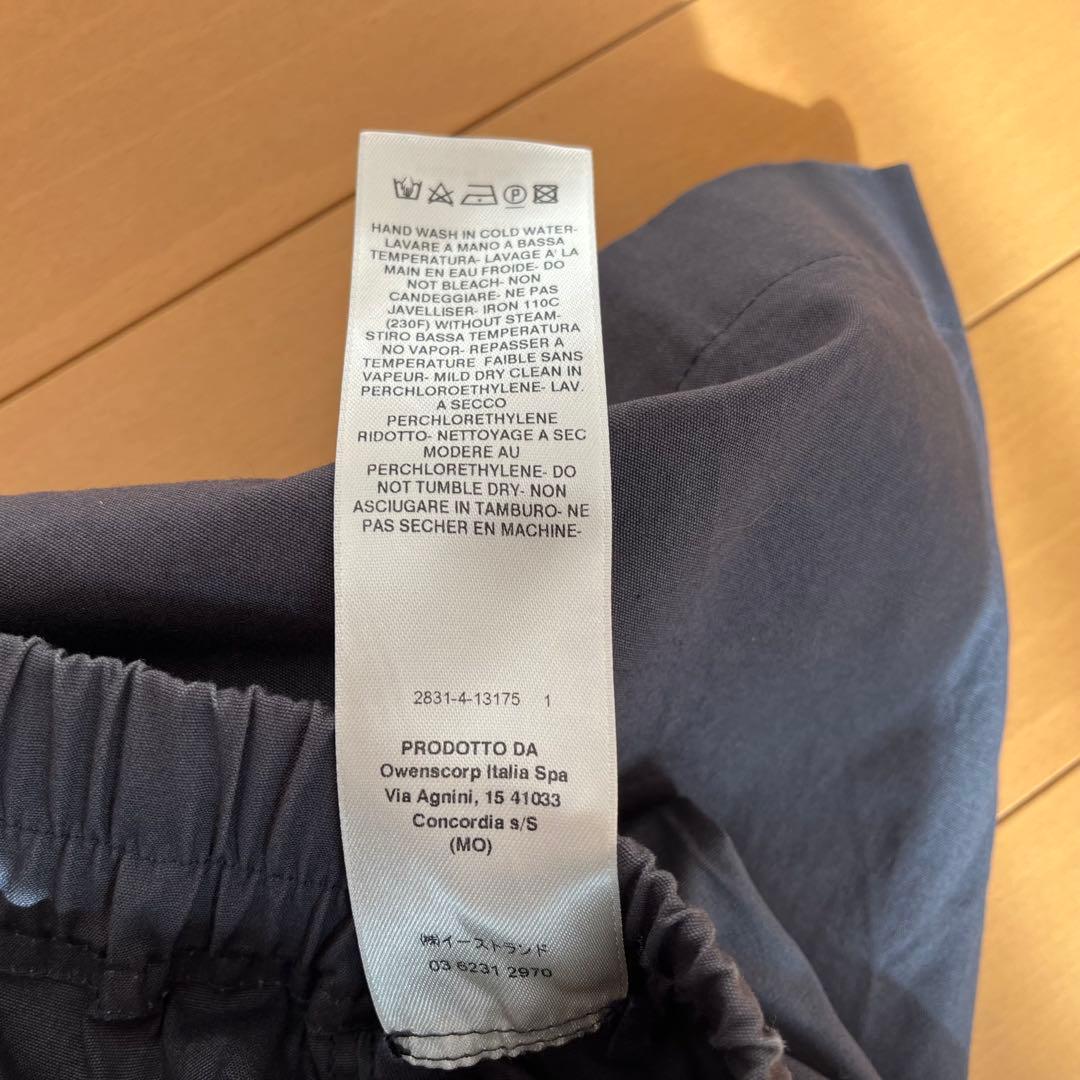 P
HAND WASH IN COLD WATER-
LAVARE A MANO A BASSA
TEMPERATURA- LAVAGE A' LA
MAIN EN EAU FROIDE- DO
NOT BLEACH- NON
CANDEGGIARE- NE PAS
JAVELLISER- IRON 110C
(230F) WITHOUT STEAM-
STIRO BASSA TEMPERATURA
NO VAPOR- REPASSER A
TEMPERATURE FAIBLE SANS
VAPEUR- MILD DRY CLEAN IN
PERCHLOROETHYLENE- LAV.
A SECCO
PERCHLORETHYLENE
RIDOTTO- NETTOYAGE A SEC
MODERE AU
PERCHLORETHYLENE- DO
NOT TUMBLE DRY- NON
ASCIUGARE IN TAMBURO- NE
PAS SECHER EN MACHINE-
2831-4-13175 1
PRODOTTO DA
Owenscorp Italia Spa
Via Agnini, 15 41033
Concordia s/S
(MO)
㈱イーストランド
03 6231 2970